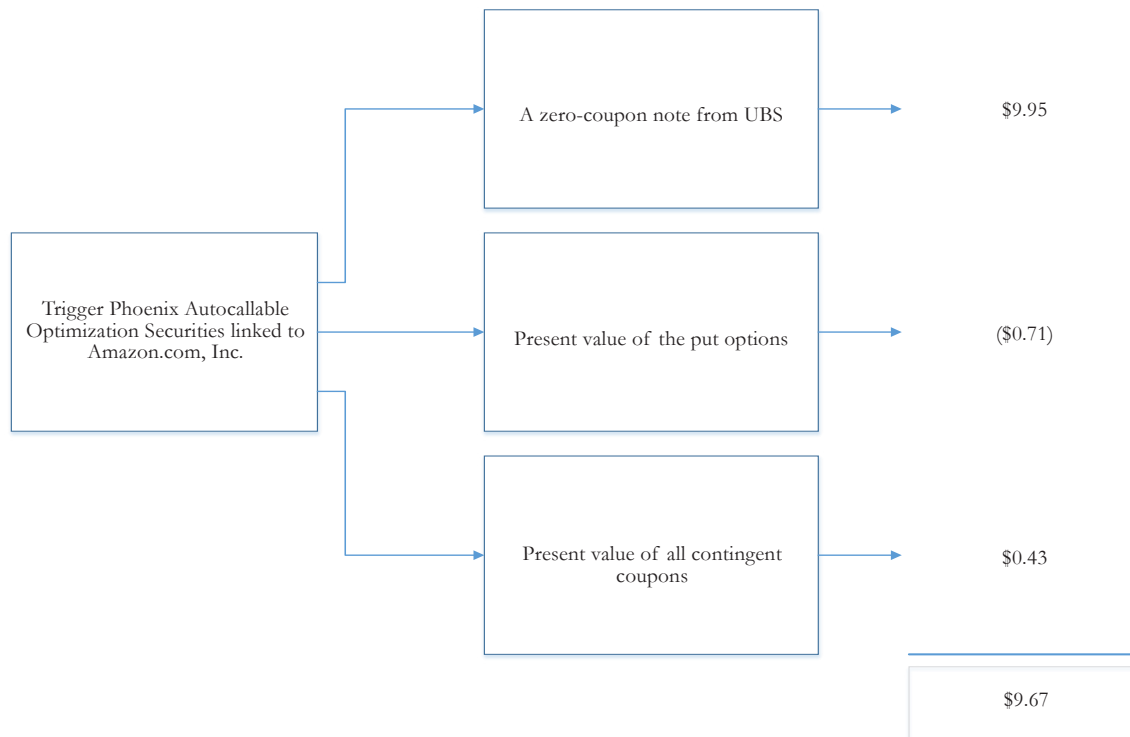 A zero-coupon note from UBS
$9.95
Trigger Phoenix Autocallable
Optimization Securities linked to
Amazon.com, Inc.
Present value of the put options
($0.71)
Present value of all contingent
coupons
$0.43
$9.67